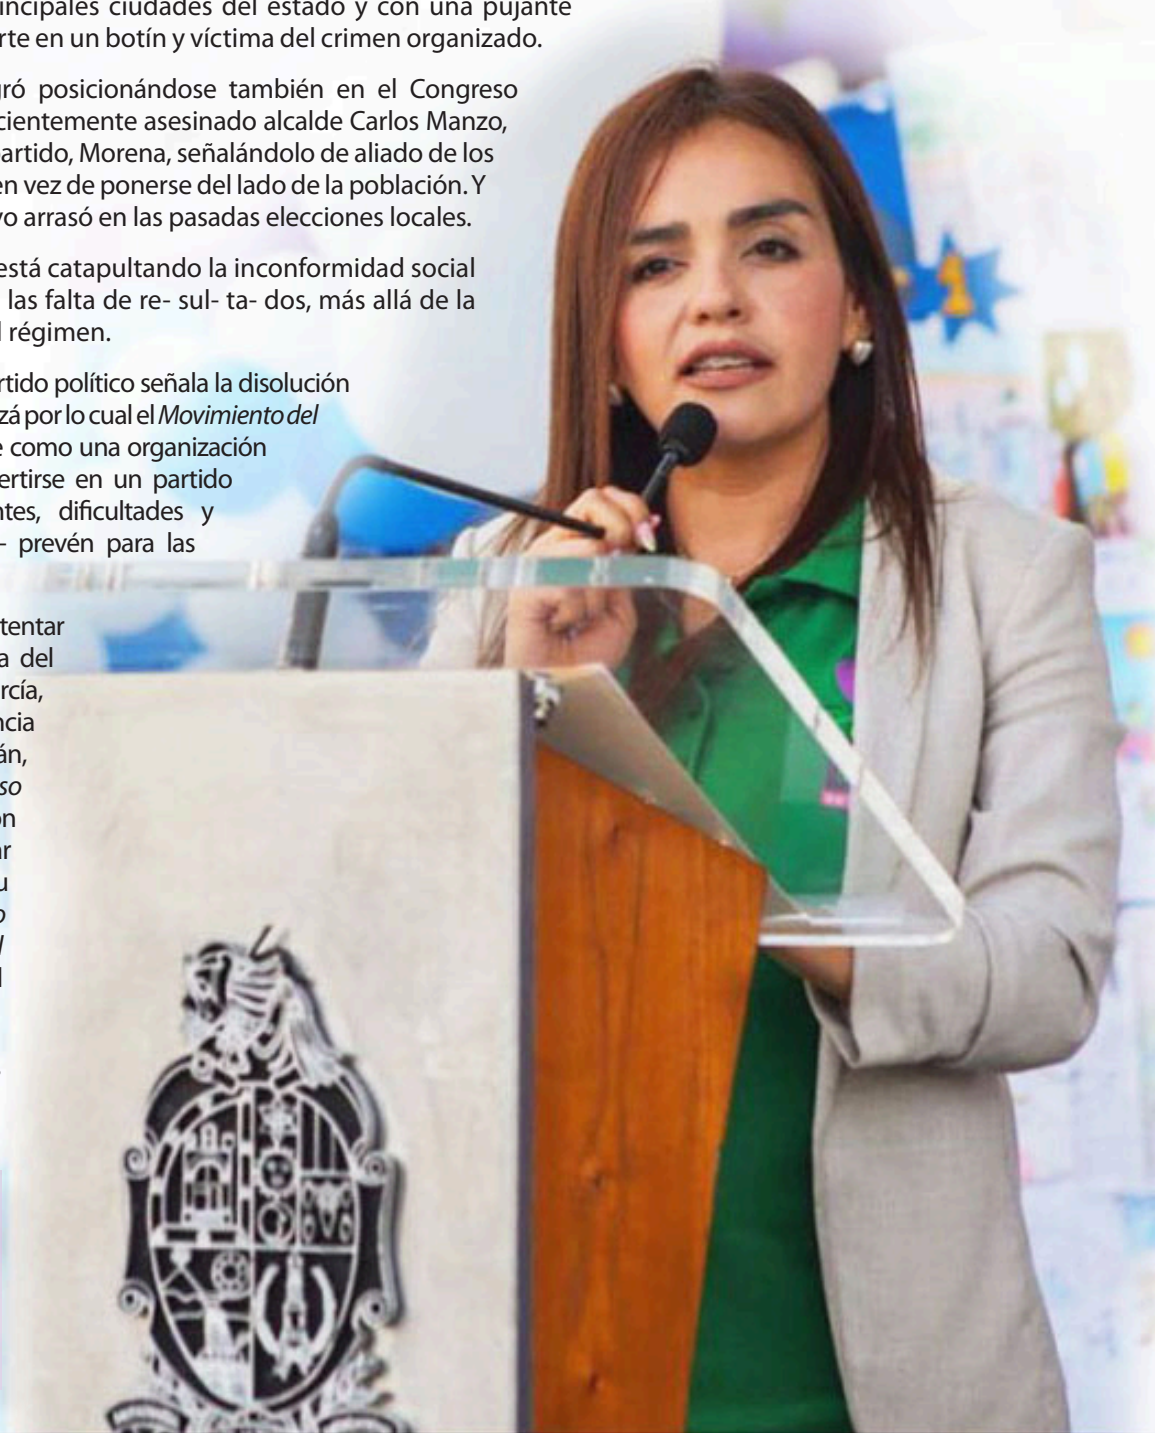 incipales ciudades del estado y con una pujante
rte en un botín y víctima del crimen organizado.
gró posicionándose también en el Congreso
cientemente asesinado alcalde Carlos Manzo,
partido, Morena, señalándolo de aliado de los
en vez de ponerse del lado de la población. Y
vo arrasó en las pasadas elecciones locales.
está catapultando la inconformidad social
las falta de re- sul- ta- dos, más allá de la
l régimen.
rtido político señala la disolución
zá por lo cual el Movimiento del
e como una organización
ertirse en un partido
ntes, dificultades y
- prevén para las
tentar
a del
rcía,
ncia
án,
so
on
ar
u
o
l
l
1